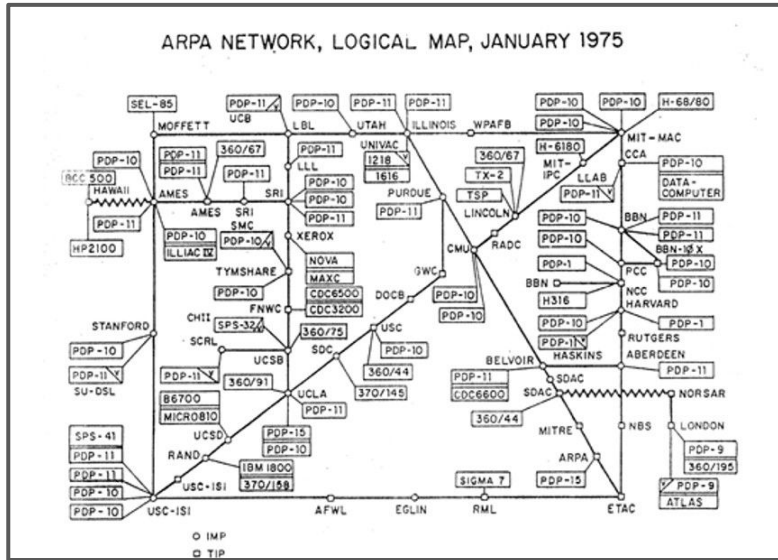 ARPA NETWORK, LOGICAL MAP, JANUARY 1975
SEL-85
PDP-11
UCB
PDP-10
PDP-11
PDP-11
PDP-10
PDP-10
PDP-10
H-68/80
MOFFETT
LBL
UTAH
ILLINOIS
WPAFB
MIT-MAC
PDP-10
PDP-11
PDP-11
360/67
PDP-11
LLL
UNIVAC
1218
1616
360/67
TX-2
TSP
H-6180
MIT-IPC
LLAB
PDP-11
CCA
PDP-10
DATA-COMPUTER
BCC 500
HAWAII
AMES
PDP-11
AMES
SRI
SRI
PDP-10
PDP-10
PDP-11
PURDUE
PDP-11
LINCOLN
RADC
PDP-10
PDP-10
BBN
PDP-11
PDP-11
BBN-10X
HP2100
PDP-10
ILLIAC IV
SMC
PDP-10
XEROX
NOVA
MAXC
CMU
PDP-10
PDP-10
PDP-1
PCC
PDP-10
PDP-10
TYMSHARE
PDP-10
GWC
BBN
H316
NCC
HARVARD
CDC6500
CDC3200
FNWC
DOCB
PDP-10
PDP-11
PDP-1
CHII
SPS-32
360/75
USC
PDP-10
RUTGERS
STANFORD
PDP-10
PDP-11
SU-DSL
SCRL
PDP-11
UCSB
SDC
360/44
370/145
BELVOIR
HASKINS
ABERDEEN
PDP-11
PDP-11
CDC6600
SDAC
SDAC
360/44
NORSAR
360/91
UCLA
PDP-11
B6700
MICRO810
UCSD
PDP-15
PDP-10
MITRE
NBS
LONDON
PDP-9
360/195
SPS-41
PDP-11
PDP-11
PDP-10
PDP-10
RAND
IBM 1800
370/158
USC-ISI
SIGMA 7
ARPA
PDP-15
PDP-9
ATLAS
USC-ISI
AFWL
EGLIN
RML
ETAC
IMP
TIP